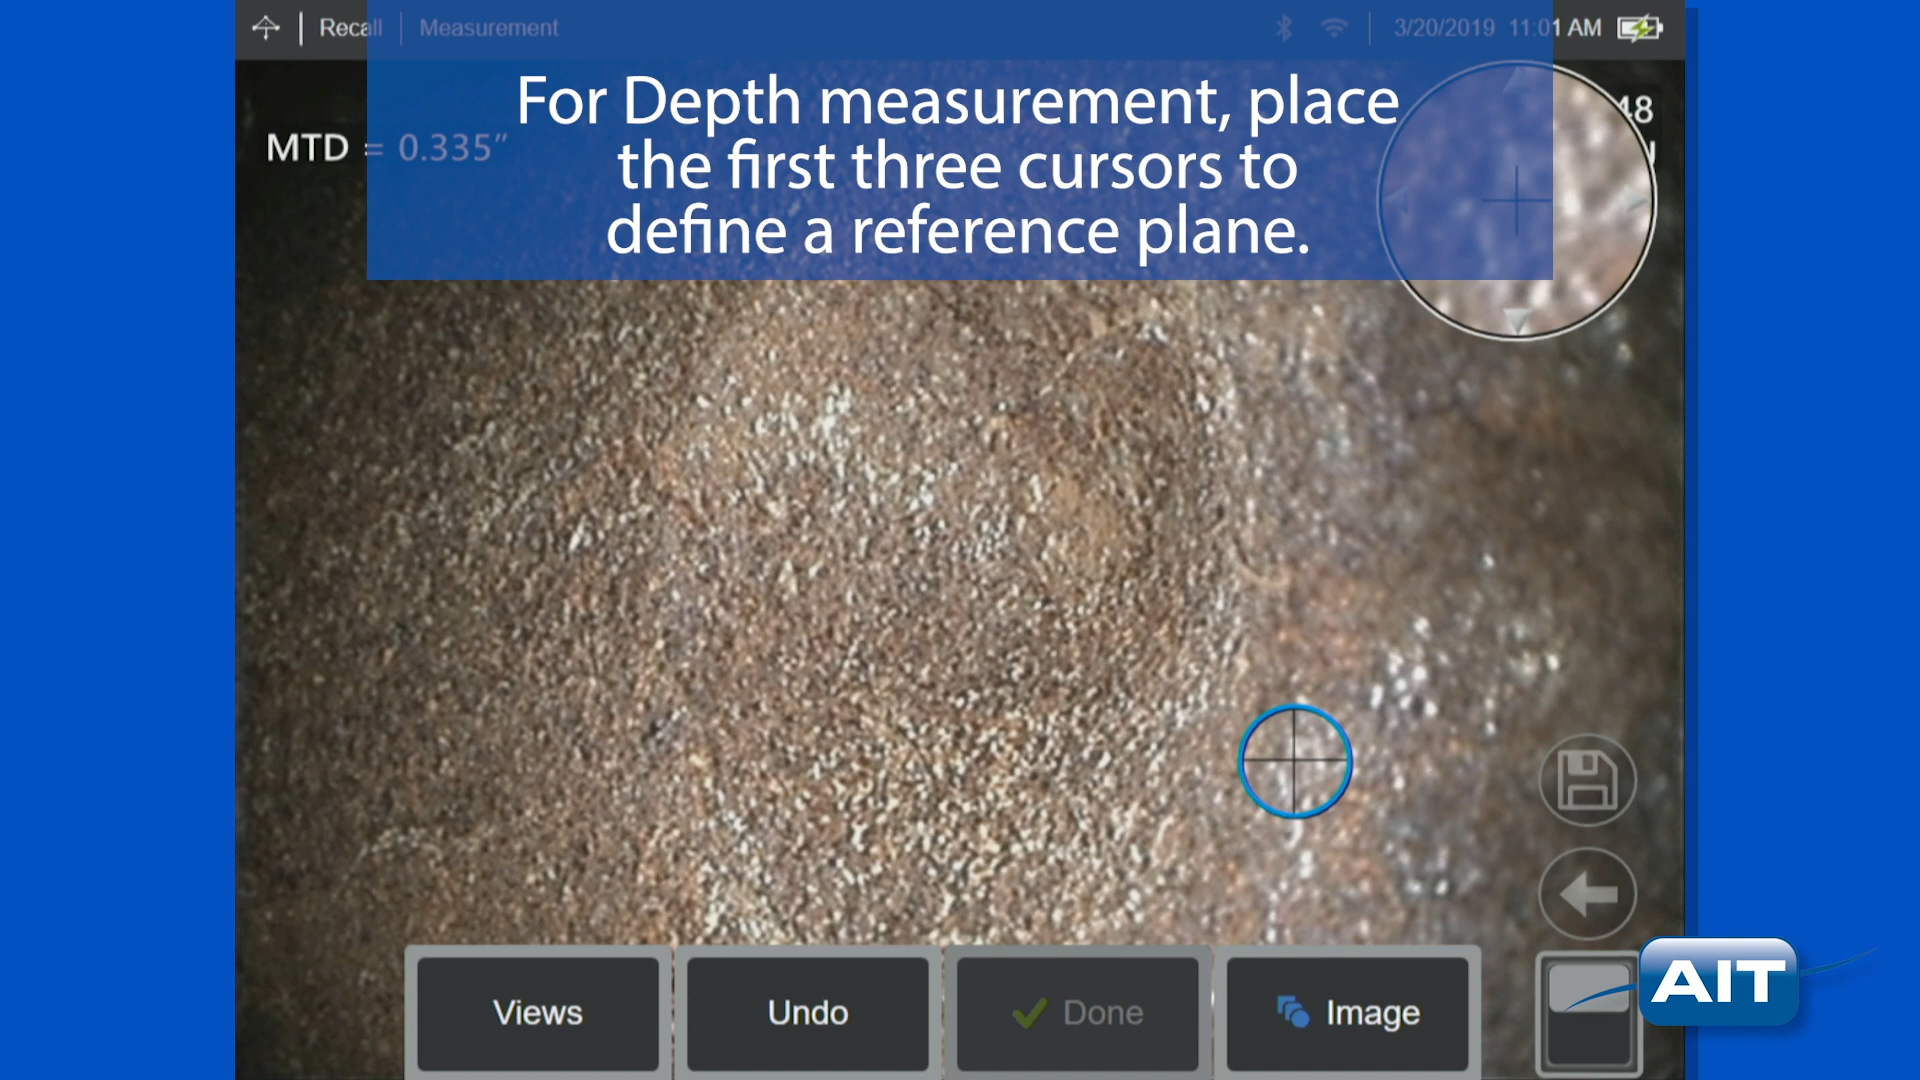 Recall
Measurement
3/20/2019 11:01 AM
For Depth measurement, place
the first three cursors to
define a reference plane.
MTD = 0.335"
48
Views
Undo
Done
Image
AIT